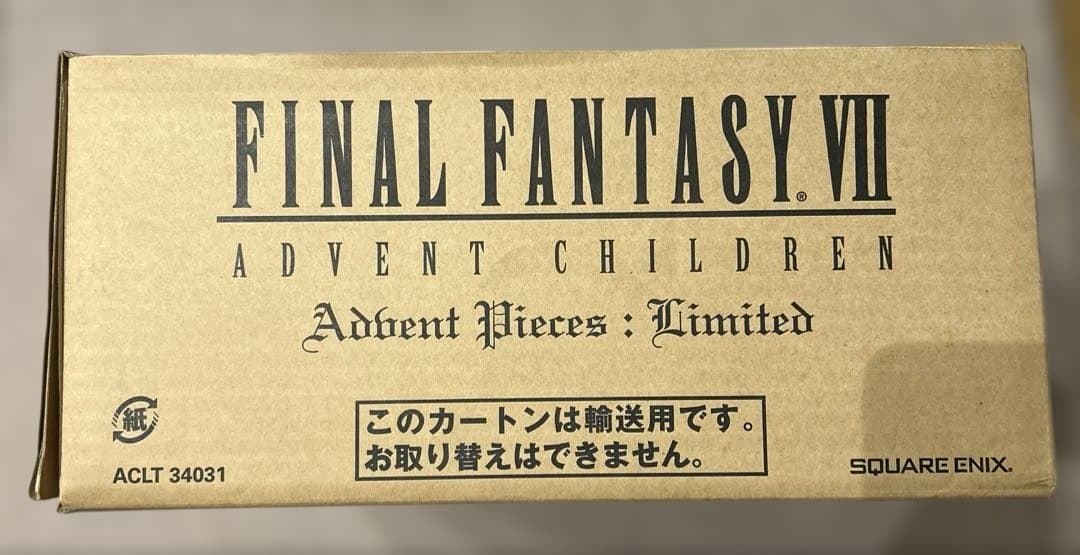 FINAL FANTASY® VII
ADVENT CHILDREN
Advent Pieces : Limited
紙
ACLT 34031
このカートンは輸送用です。
お取り替えはできません。
SQUARE ENIX®